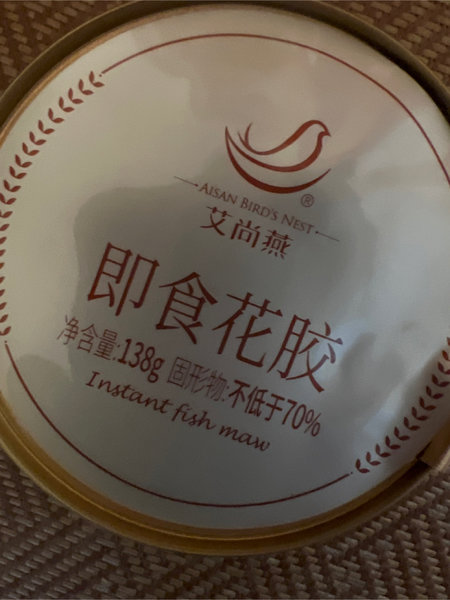 ®
AISAN BIRD'S NEST
艾尚燕
即食花胶
净含量:138g 固形物:不低于70%
Instant fish maw